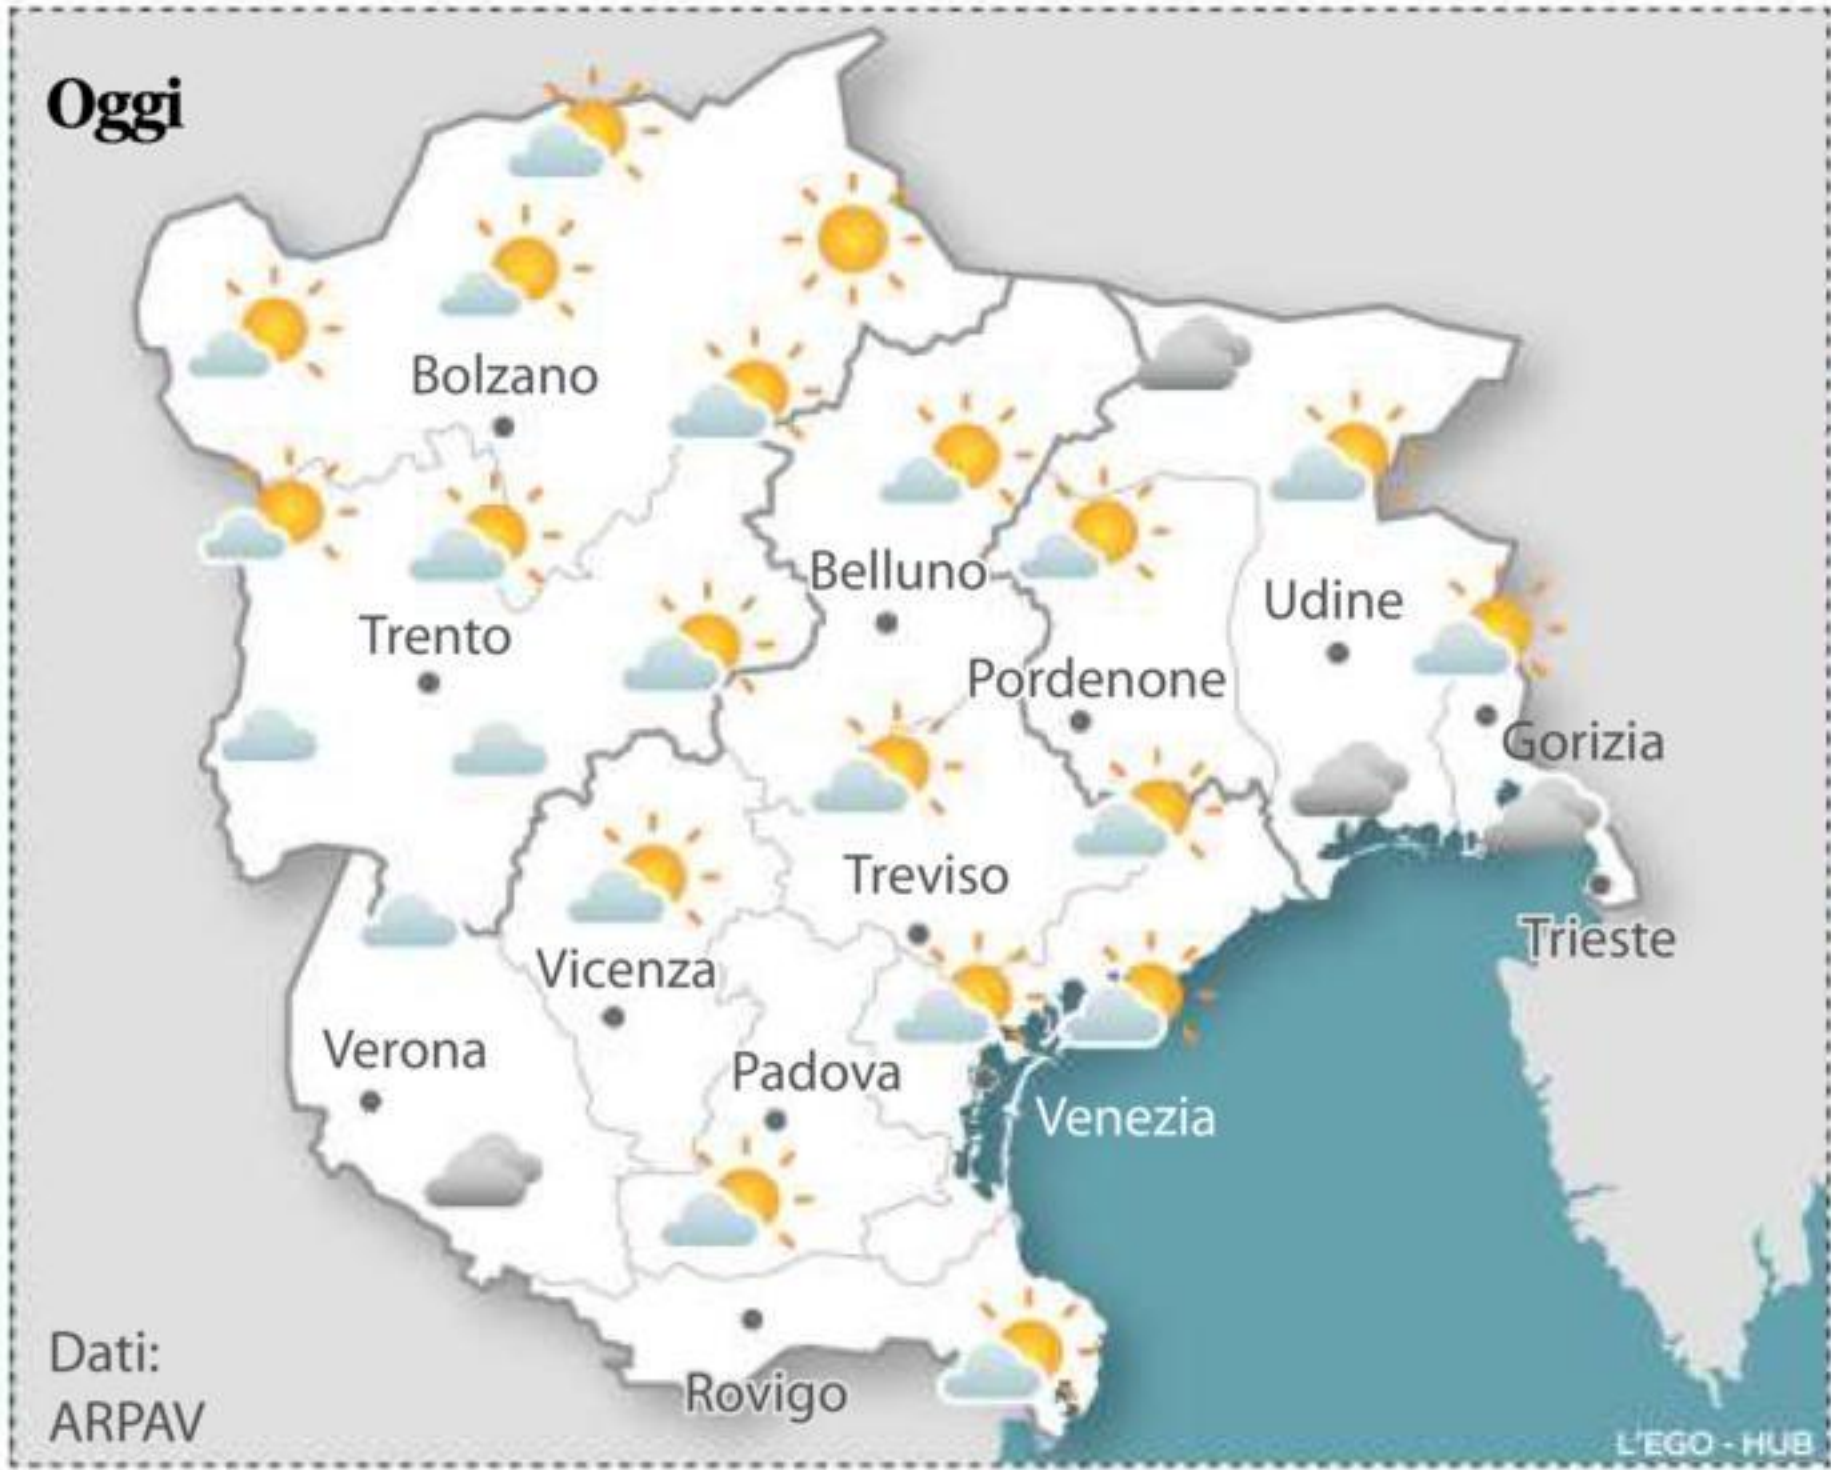 Oggi
Bolzano
Belluno
Udine
Trento
Pordenone
Gorizia
Treviso
Trieste
Vicenza
Verona
Padova
Venezia
Rovigo
Dati:
ARPAV
L'EGO - HUB